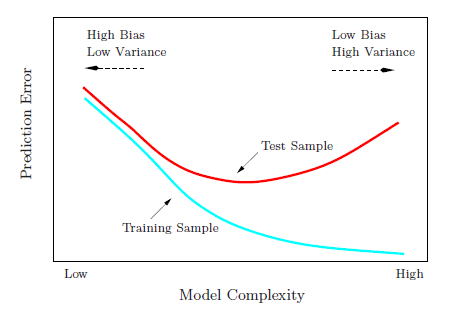 High Bias
Low Variance
Low Bias
High Variance
Prediction Error
Test Sample
Training Sample
Low
High
Model Complexity